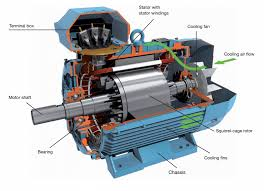 Stator with
stator windings
Cooling fan
Terminal box
Cooling air flow
Motor shaft
Squirrel-cage rotor
Bearing
Cooling fins
Chassis